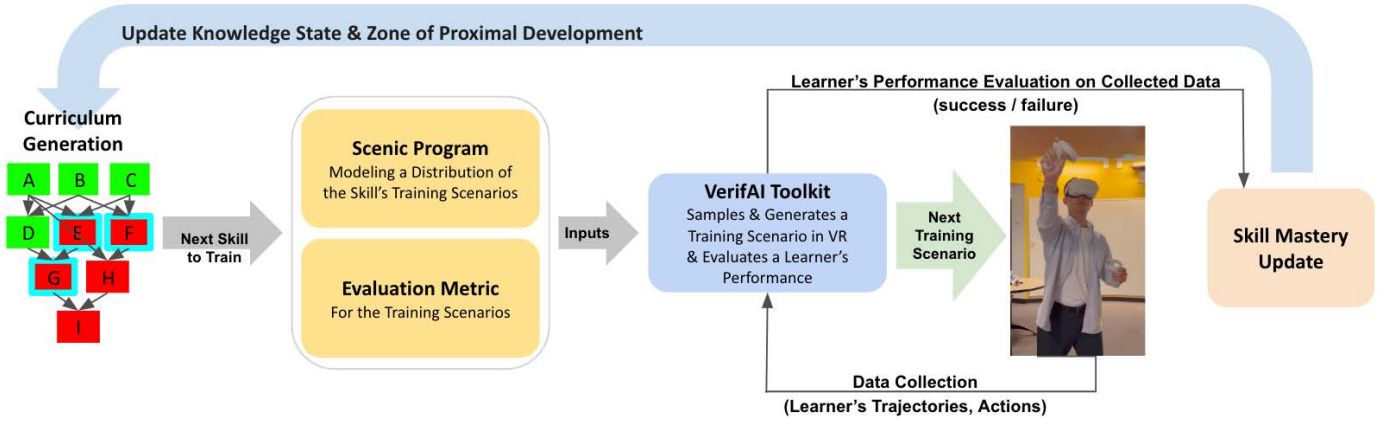 Update Knowledge State & Zone of Proximal Development
Curriculum
Generation
A B C
D E F
G H
I
Next Skill
to Train
Scenic Program
Modeling a Distribution of
the Skill's Training Scenarios
Evaluation Metric
For the Training Scenarios
Inputs
VerifAI Toolkit
Samples & Generates a
Training Scenario in VR
& Evaluates a Learner's
Performance
Learner's Performance Evaluation on Collected Data
(success / failure)
Next
Training
Scenario
Data Collection
(Learner's Trajectories, Actions)
Skill Mastery
Update